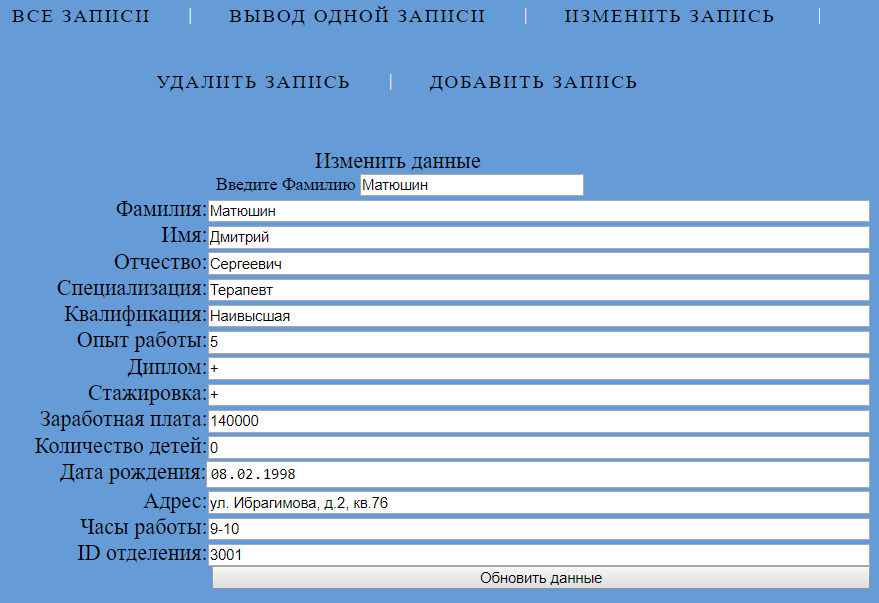 ВСЕ ЗАПИСИ | ВЫВОД ОДНОЙ ЗАПИСИ | ИЗМЕНИТЬ ЗАПИСЬ |
УДАЛИТЬ ЗАПИСЬ | ДОБАВИТЬ ЗАПИСЬ
Изменить данные
Введите Фамилию Матюшин
Фамилия: Матюшин
Имя: Дмитрий
Отчество: Сергеевич
Специализация: Терапевт
Квалификация: Наивысшая
Опыт работы: 5
Диплом: +
Стажировка: +
Заработная плата: 140000
Количество детей: 0
Дата рождения: 08.02.1998
Адрес: ул. Ибрагимова, д.2, кв.76
Часы работы: 9-10
ID отделения: 3001
Обновить данные